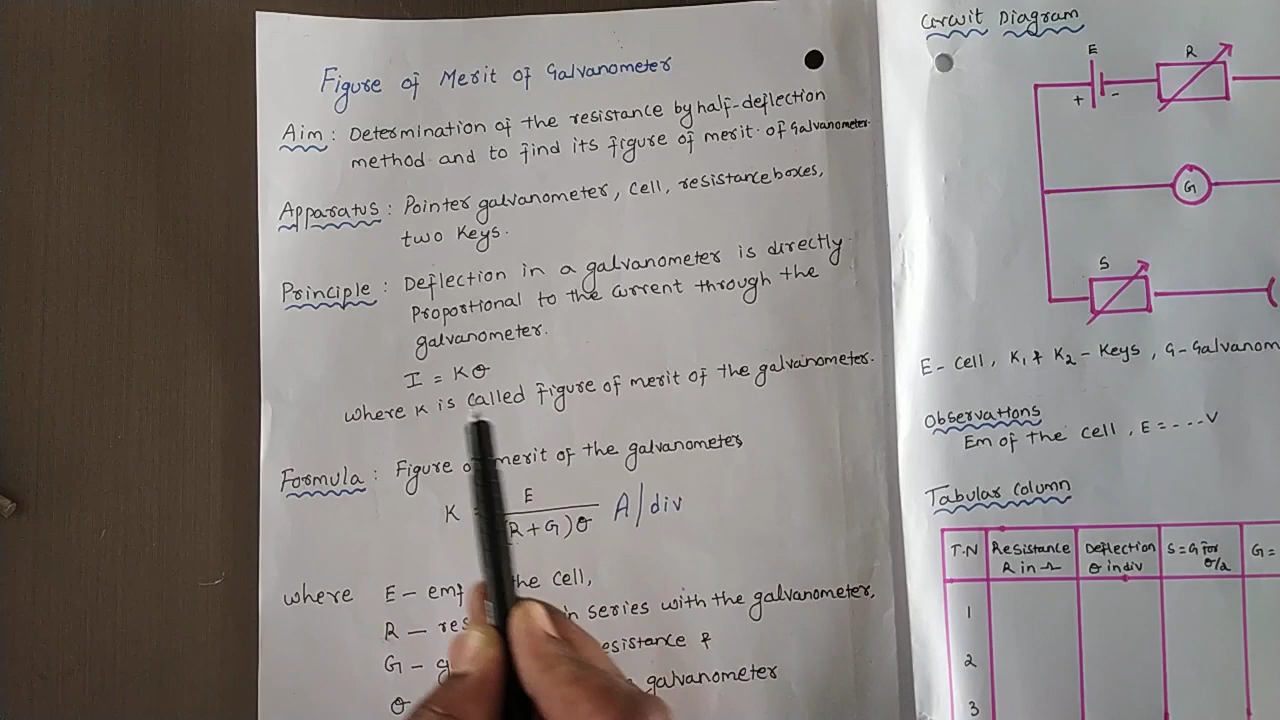 Figure of Merit of Galvanometer
Aim : Determination of the resistance by half-deflection
method and to find its figure of merit of Galvanometer.
Apparatus : Pointer galvanometer, cell, resistance boxes,
two keys.
Principle : Deflection in a galvanometer is directly
Proportional to the current through the
galvanometer.
I = Kθ
where K is called figure of merit of the galvanometer.
Formula : Figure of merit of the galvanometer
K = E / (R+G)θ A/div
where E – emf the cell,
R – in series with the galvanometer,
G – resistance &
θ galvanometer
Circuit Diagram
E
R
+ -
G
S
E – Cell, K1 & K2 – Keys, G – Galvanom
Observations
Em of the cell, E = ---V
Tabular Column
T.N Resistance R in Ω Deflection θ in div S = G for θ/2 G =
1
2
3